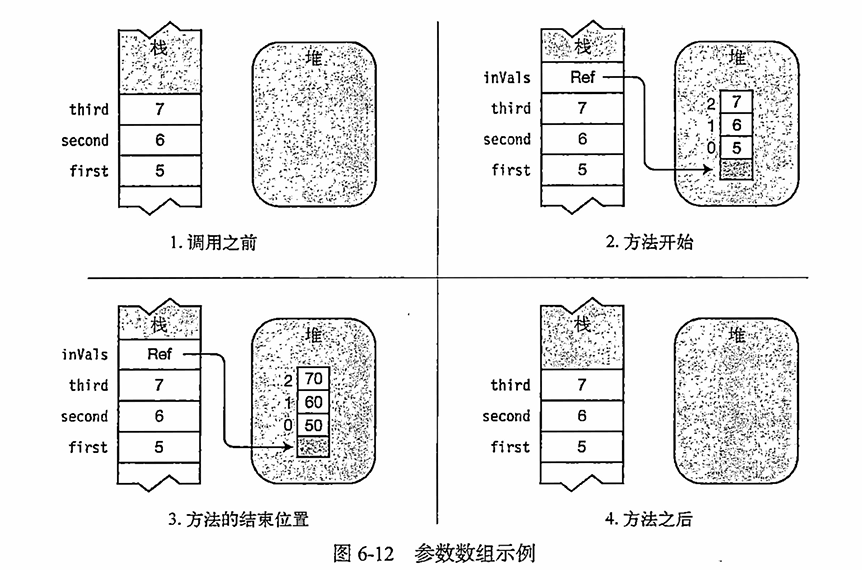 栈
堆
third 7
second 6
first 5
1. 调用之前
栈
堆
inVals Ref
third 7
second 6
first 5
2 7
1 6
0 5
2. 方法开始
栈
堆
inVals Ref
third 7
second 6
first 5
2 70
1 60
0 50
3. 方法的结束位置
栈
堆
third 7
second 6
first 5
4. 方法之后
图 6-12 参数数组示例